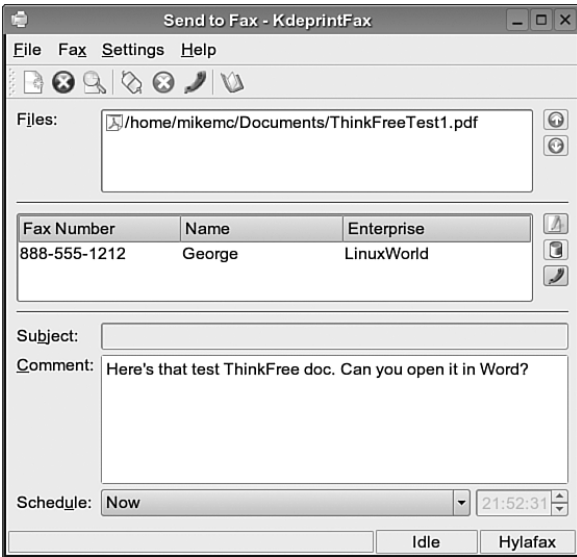 Send to Fax - KdeprintFax
File Fax Settings Help
Files:
/home/mikemc/Documents/ThinkFreeTest1.pdf
Fax Number Name Enterprise
888-555-1212 George LinuxWorld
Subject:
Comment:
Here's that test ThinkFree doc. Can you open it in Word?
Schedule: Now 21:52:31
Idle Hylafax